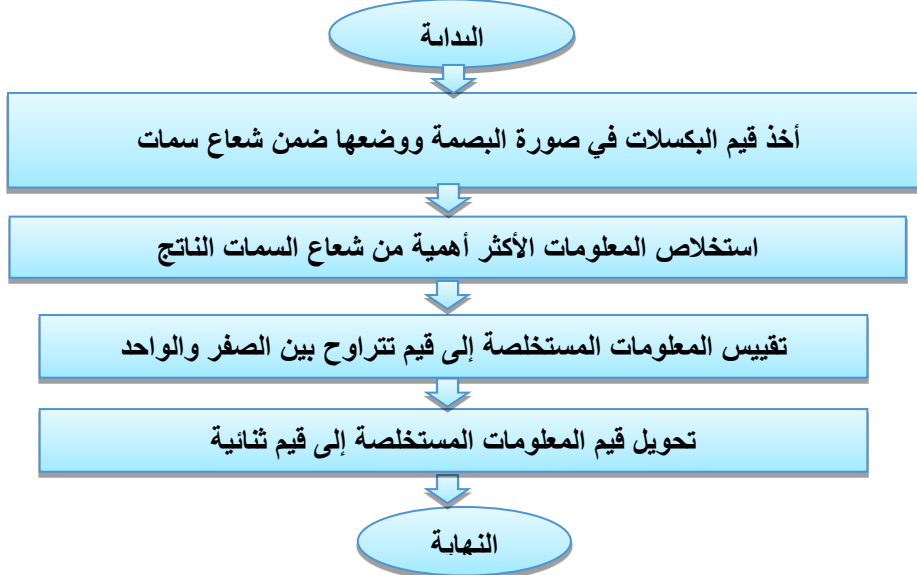 البداية
أخذ قيم البكسلات في صورة البصمة ووضعها ضمن شعاع سمات
استخلاص المعلومات الأكثر أهمية من شعاع السمات الناتج
تقييس المعلومات المستخلصة إلى قيم تتراوح بين الصفر والواحد
تحويل قيم المعلومات المستخلصة إلى قيم ثنائية
النهاية